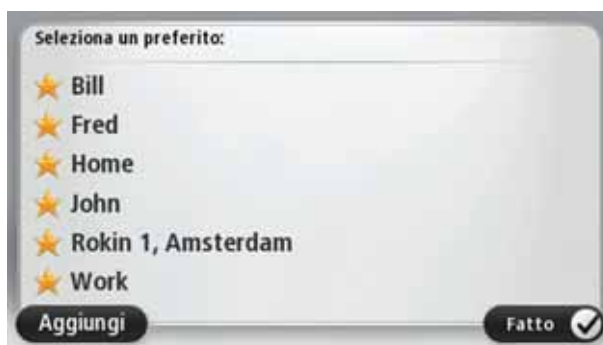 Seleziona un preferito:
Bill
Fred
Home
John
Rokin 1, Amsterdam
Work
Aggiungi
Fatto